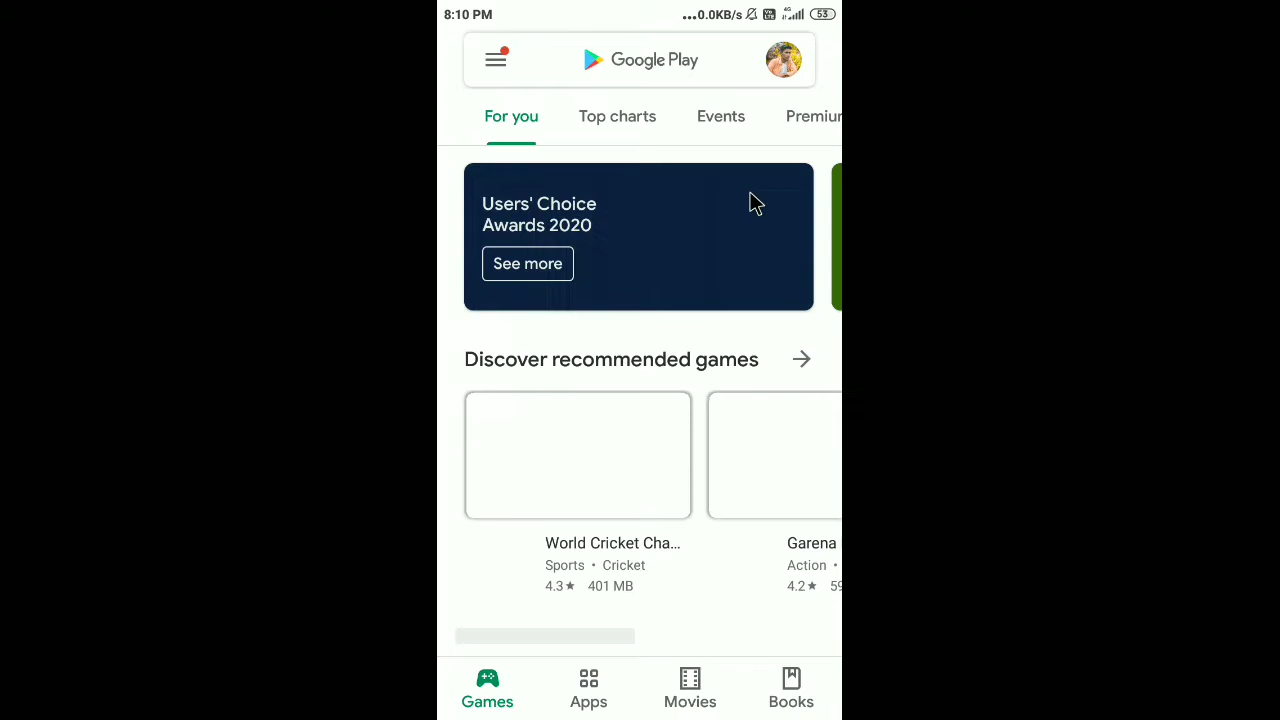 8:10 PM
...0.0KB/s
4G
53
Google Play
For you
Top charts
Events
Users' Choice
Awards 2020
See more
Discover recommended games
World Cricket Cha...
Sports • Cricket
4.3★ 401 MB
Garena
Action •
4.2★
Games
Apps
Movies
Books